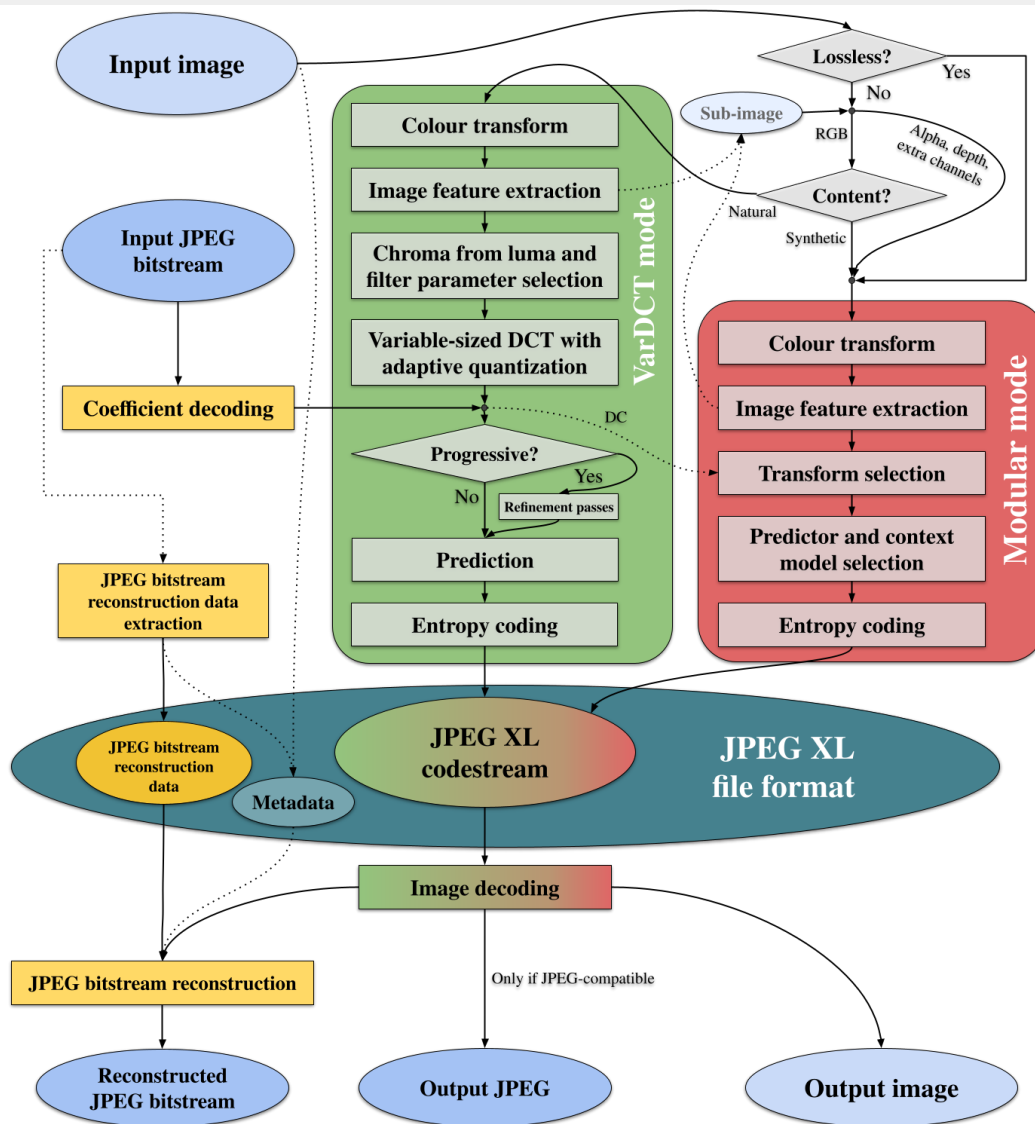 Input image
Lossless?
Yes
No
Sub-image
RGB
Alpha, depth,
extra channels
Content?
Natural
Synthetic
Input JPEG
bitstream
Coefficient decoding
VarDCT mode
Colour transform
Image feature extraction
Chroma from luma and
filter parameter selection
Variable-sized DCT with
adaptive quantization
DC
Progressive?
Yes
No
Refinement passes
Prediction
Entropy coding
Modular mode
Colour transform
Image feature extraction
Transform selection
Predictor and context
model selection
Entropy coding
JPEG bitstream
reconstruction data
extraction
JPEG bitstream
reconstruction
data
Metadata
JPEG XL
codestream
JPEG XL
file format
Image decoding
JPEG bitstream reconstruction
Only if JPEG-compatible
Reconstructed
JPEG bitstream
Output JPEG
Output image